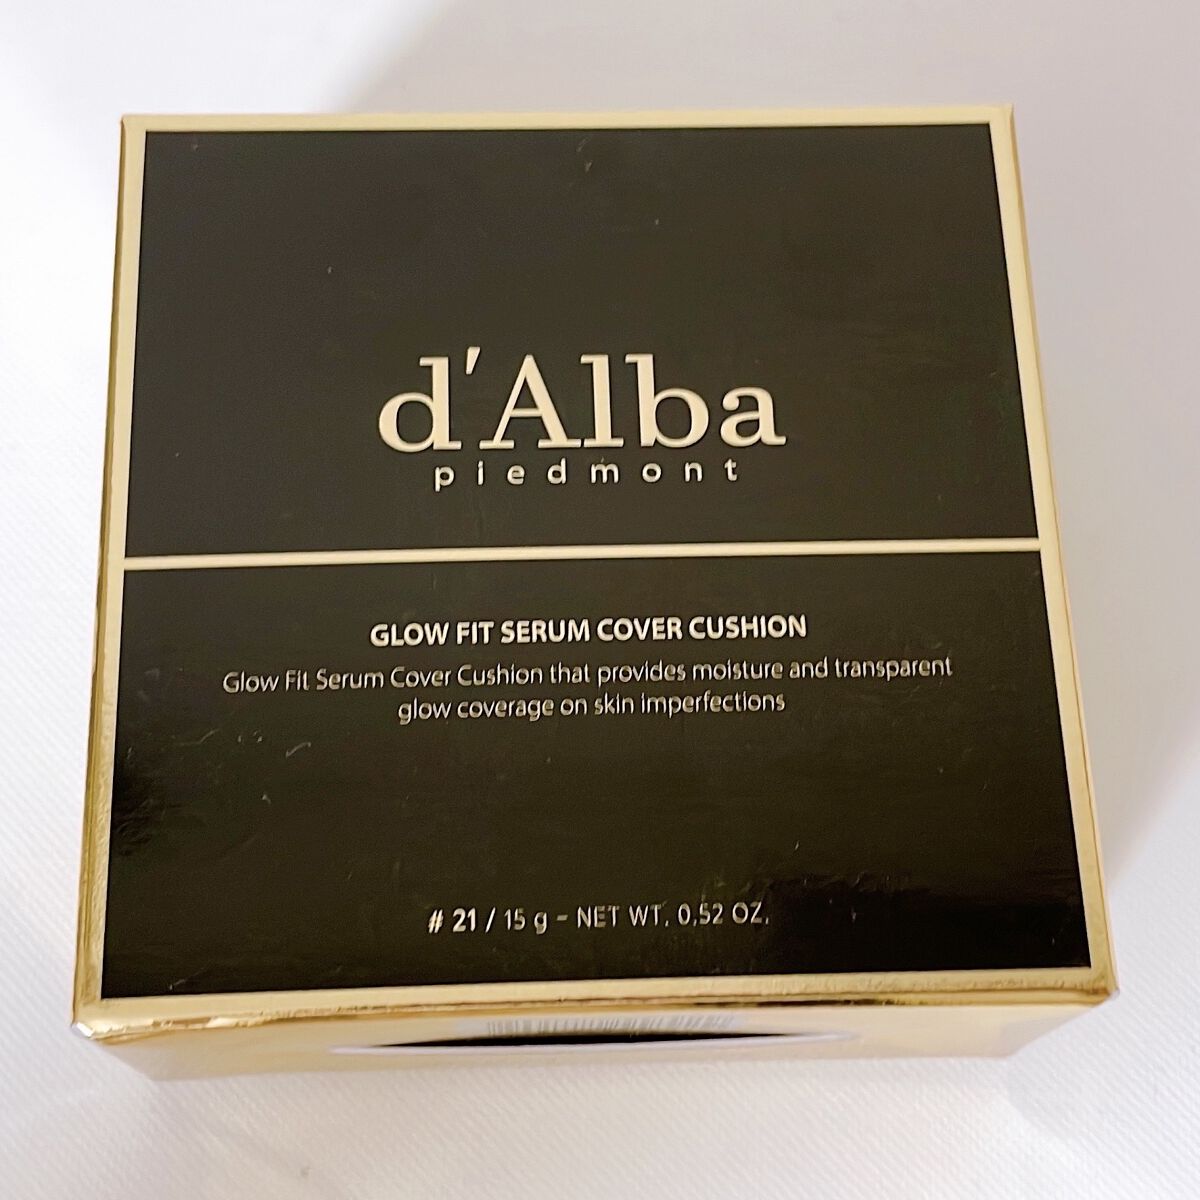 d'Alba
piedmont
GLOW FIT SERUM COVER CUSHION
Glow Fit Serum Cover Cushion that provides moisture and transparent
glow coverage on skin imperfections
# 21 / 15 g - NET WT. 0.52 OZ.